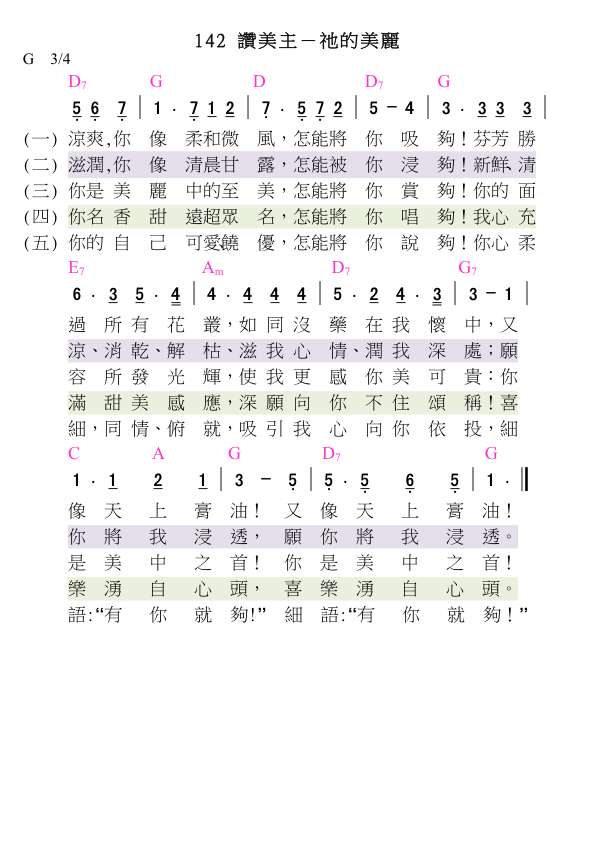 142 讚美主－祂的美麗
G 3/4
D7 G D D7 G
5 6 7 | 1 . 7 1 2 | 7 . 5 7 2 | 5 - 4 | 3 . 3 3 3 |
(一) 涼爽,你 像 柔和微 風，怎能將 你 吸 夠！芬芳 勝
(二) 滋潤,你 像 清晨甘 露，怎能被 你 浸 夠！新鮮、清
(三) 你是 美 麗 中的至 美，怎能將 你 賞 夠！你的 面
(四) 你名 香 甜 遠超眾 名，怎能將 你 唱 夠！我心 充
(五) 你的 自 己 可愛饒 優，怎能將 你 說 夠！你心 柔
E7 Am D7 G7
6 . 3 5 . 4 | 4 . 4 4 4 | 5 . 2 4 . 3 | 3 - 1 |
過 所 有 花 叢，如 同 沒 藥 在 我 懷 中，又
涼、消 乾、解 枯、滋 我 心 情、潤 我 深 處；願
容 所 發 光 輝，使 我 更 感 你 美 可 貴：你
滿 甜 美 感 應，深 願 向 你 不 住 頌 稱！喜
細，同 情、俯 就，吸 引 我 心 向 你 依 投，細
C A G D7 G
1 . 1 2 1 | 3 - 5 | 5 . 5 6 5 | 1 . ‖
像 天 上 膏 油！ 又 像 天 上 膏 油！
你 將 我 浸 透， 願 你 將 我 浸 透。
是 美 中 之 首！ 你 是 美 中 之 首！
樂 湧 自 心 頭， 喜 樂 湧 自 心 頭。
語:“有 你 就 夠!” 細 語:“有 你 就 夠！”